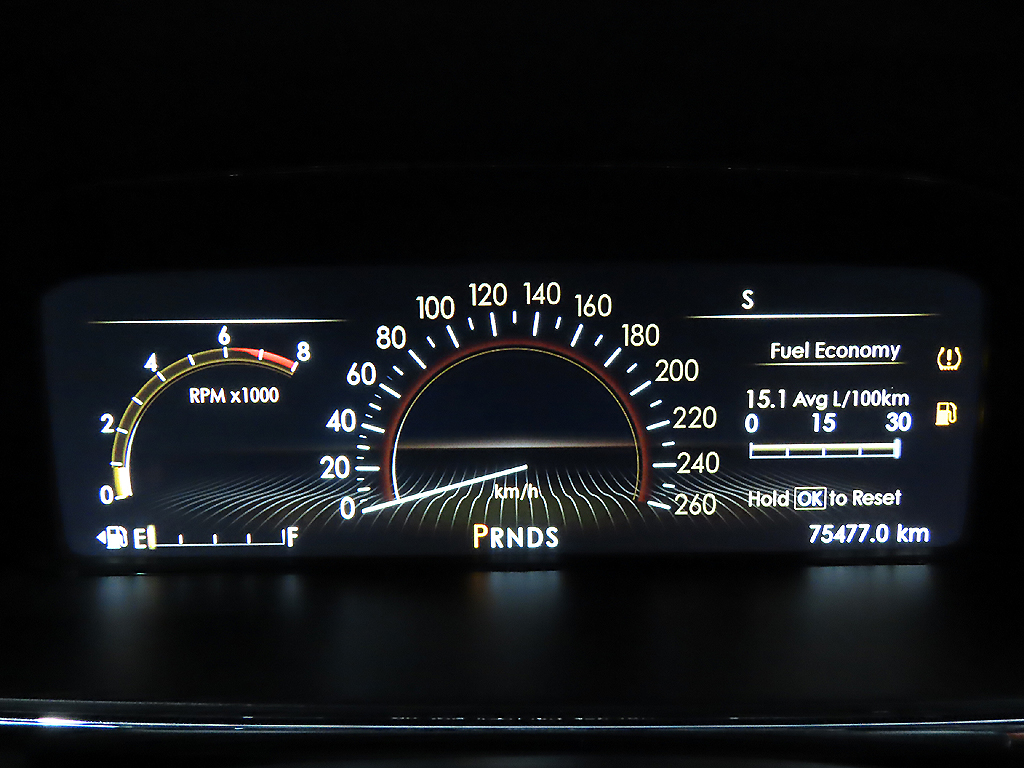 S
0 2 4 6 8
RPM x1000
0 20 40 60 80 100 120 140 160 180 200 220 240 260
km/h
Fuel Economy
15.1 Avg L/100km
0 15 30
Hold OK to Reset
E F
PRNDS
75477.0 km